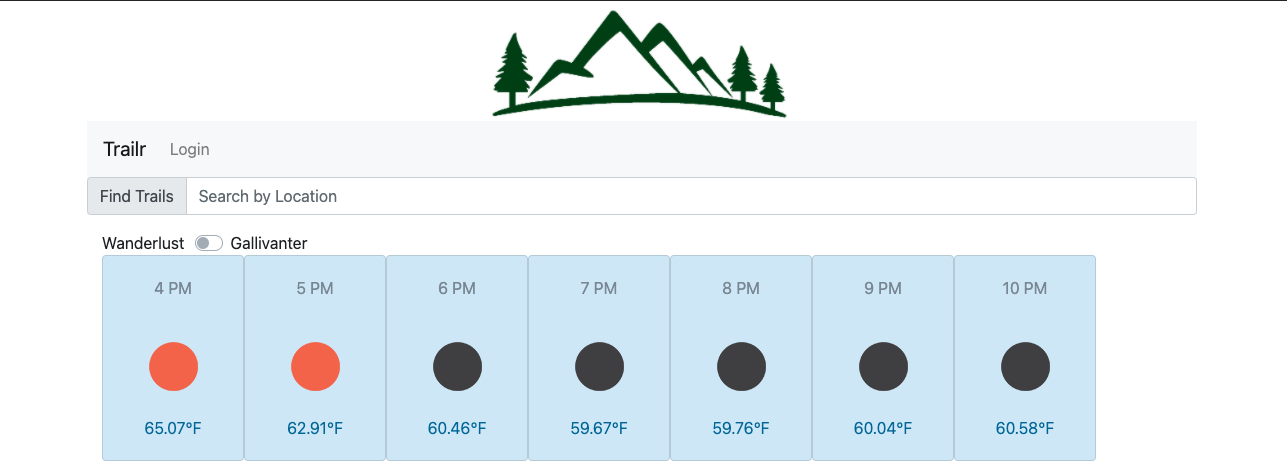 Trailr Login
Find Trails Search by Location
Wanderlust Gallivanter
4 PM 5 PM 6 PM 7 PM 8 PM 9 PM 10 PM
65.07°F 62.91°F 60.46°F 59.67°F 59.76°F 60.04°F 60.58°F